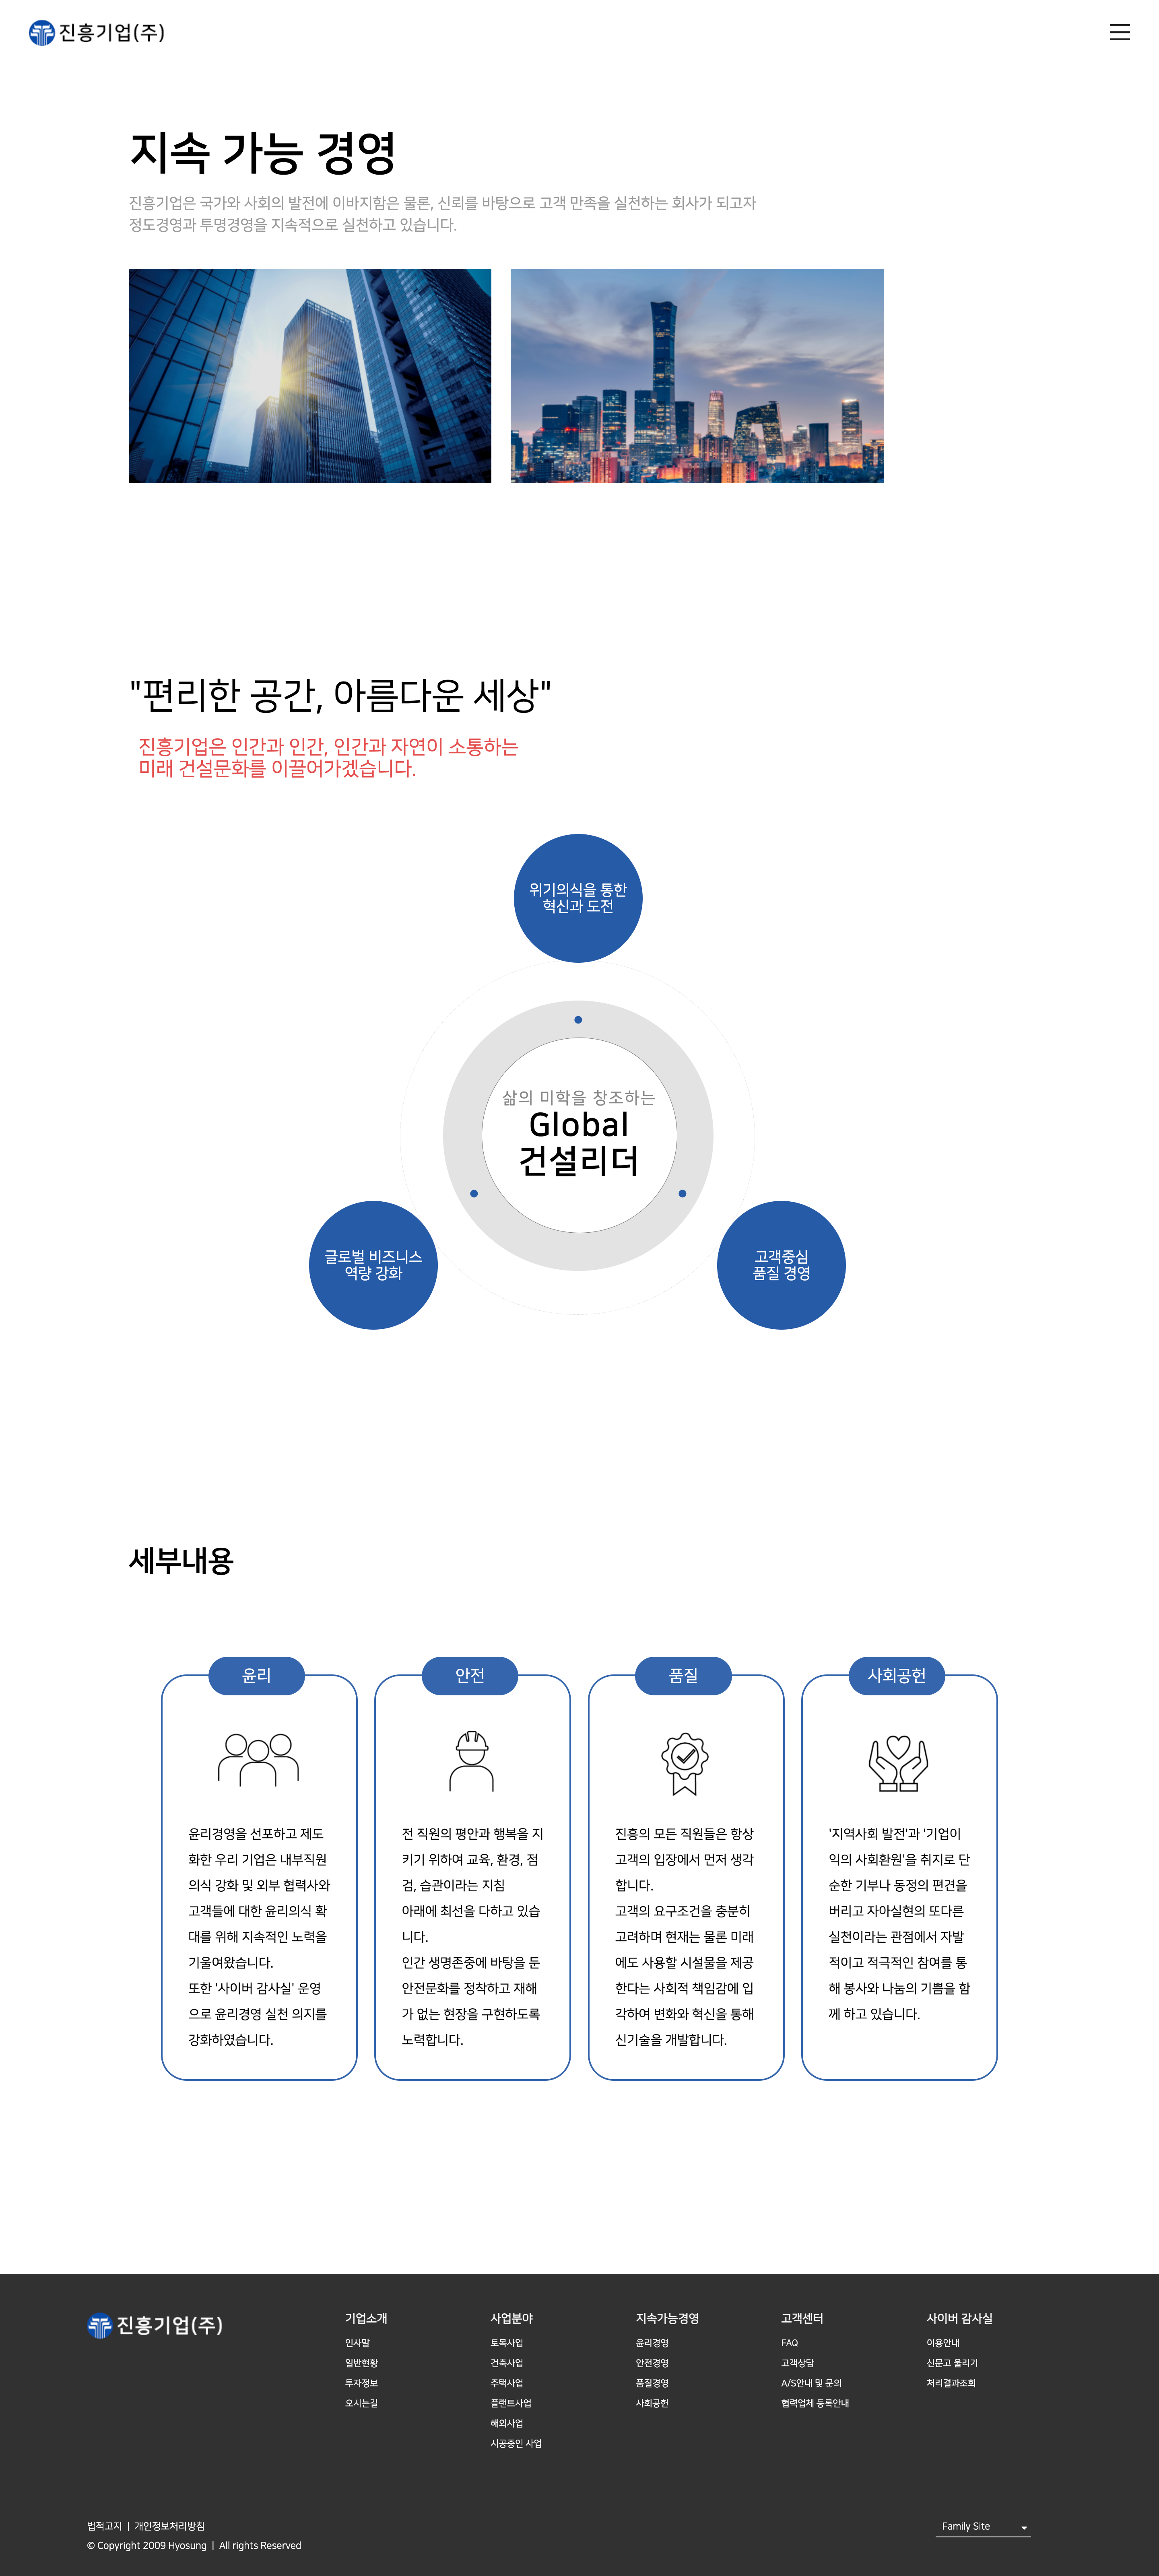 진흥기업(주)
지속 가능 경영
진흥기업은 국가와 사회의 발전에 이바지함은 물론, 신뢰를 바탕으로 고객 만족을 실천하는 회사가 되고자
정도경영과 투명경영을 지속적으로 실천하고 있습니다.
"편리한 공간, 아름다운 세상"
진흥기업은 인간과 인간, 인간과 자연이 소통하는
미래 건설문화를 이끌어가겠습니다.
위기의식을 통한
혁신과 도전
삶의 미학을 창조하는
Global
건설리더
글로벌 비즈니스
역량 강화
고객중심
품질 경영
세부내용
윤리
윤리경영을 선포하고 제도
화한 우리 기업은 내부직원
의식 강화 및 외부 협력사와
고객들에 대한 윤리의식 확
대를 위해 지속적인 노력을
기울여왔습니다.
또한 '사이버 감사실' 운영
으로 윤리경영 실천 의지를
강화하였습니다.
안전
전 직원의 평안과 행복을 지
키기 위하여 교육, 환경, 점
검, 습관이라는 지침
아래에 최선을 다하고 있습
니다.
인간 생명존중에 바탕을 둔
안전문화를 정착하고 재해
가 없는 현장을 구현하도록
노력합니다.
품질
진흥의 모든 직원들은 항상
고객의 입장에서 먼저 생각
합니다.
고객의 요구조건을 충분히
고려하며 현재는 물론 미래
에도 사용할 시설물을 제공
한다는 사회적 책임감에 입
각하여 변화와 혁신을 통해
신기술을 개발합니다.
사회공헌
'지역사회 발전'과 '기업이
익의 사회환원'을 취지로 단
순한 기부나 동정의 편견을
버리고 자아실현의 또다른
실천이라는 관점에서 자발
적이고 적극적인 참여를 통
해 봉사와 나눔의 기쁨을 함
께 하고 있습니다.
진흥기업(주)
기업소개
인사말
일반현황
투자정보
오시는길
사업분야
토목사업
건축사업
주택사업
플랜트사업
해외사업
시공중인 사업
지속가능경영
윤리경영
안전경영
품질경영
사회공헌
고객센터
FAQ
고객상담
A/S안내 및 문의
협력업체 등록안내
사이버 감사실
이용안내
신문고 올리기
처리결과조회
법적고지 | 개인정보처리방침
© Copyright 2009 Hyosung | All rights Reserved
Family Site